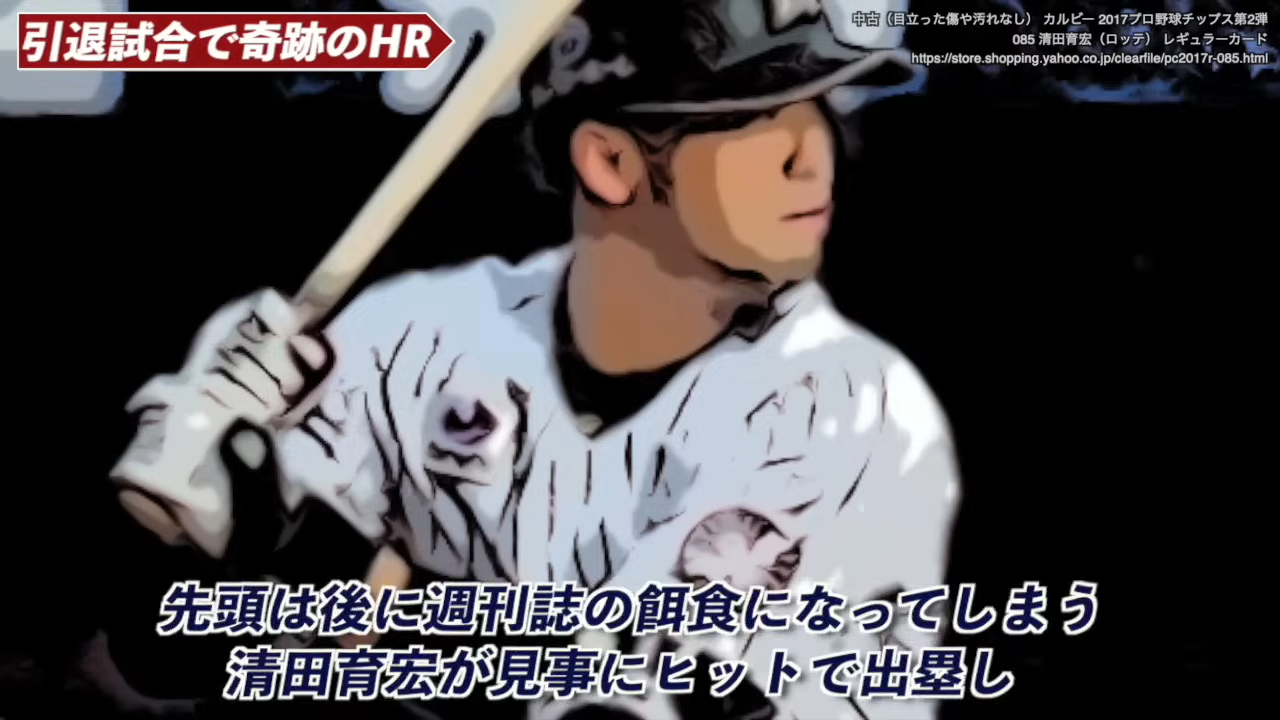 引退試合で奇跡のHR
中古（目立った傷や汚れなし） カルビー 2017プロ野球チップス第2弾
085 清田育宏（ロッテ） レギュラーカード
https://store.shopping.yahoo.co.jp/clearfile/pc2017r-085.html
先頭は後に週刊誌の餌食になってしまう
清田育宏が見事にヒットで出塁し